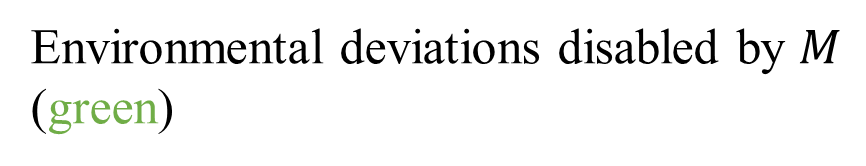 Environmental deviations disabled by M
(green)